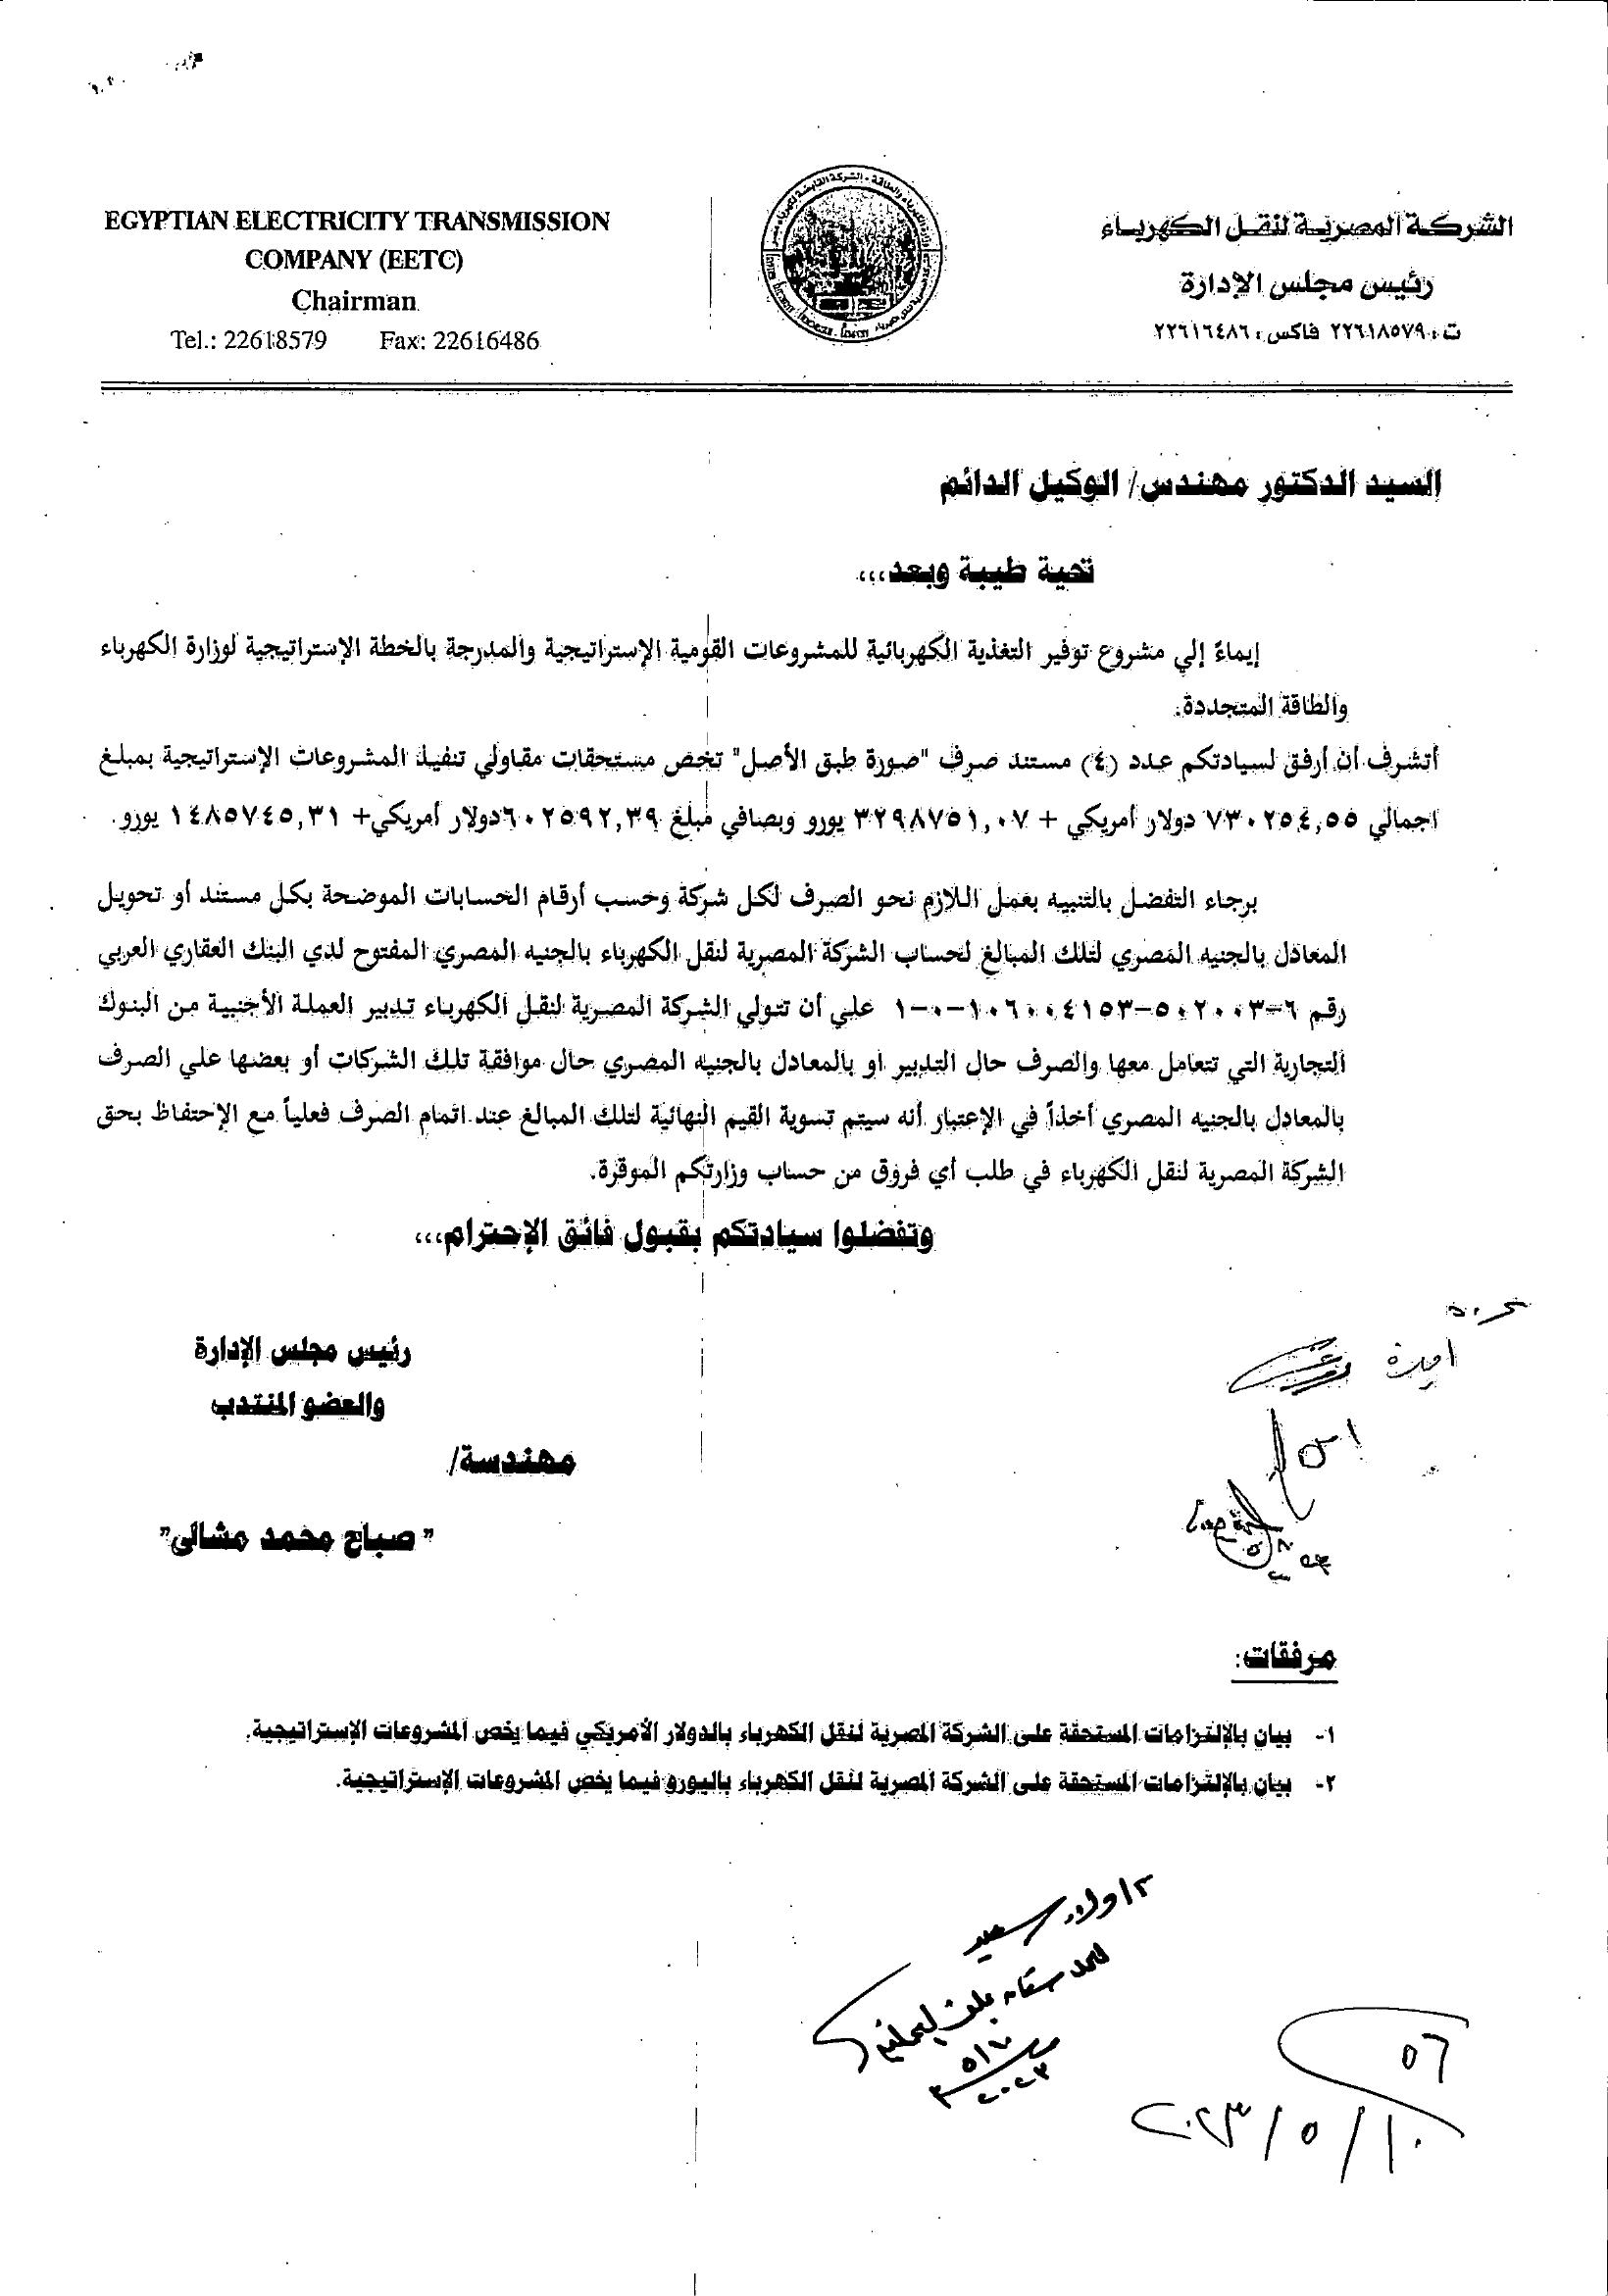 EGYPTIAN ELECTRICITY TRANSMISSION
COMPANY (EETC)
Chairman
Tel.: 22618579 Fax: 22616486
الشركة المصرية لنقل الكهرباء
رئيس مجلس الإدارة
ت: ٢٢٦١٨٥٧٩ فاكس: ٢٢٦١٦٤٨٦
السيد الدكتور مهندس/ الوكيل الدائم
تحية طيبة وبعد،،،
إيماءً إلي مشروع توفير التغذية الكهربائية للمشروعات القومية الإستراتيجية والمدرجة بالخطة الإستراتيجية لوزارة الكهرباء
والطاقة المتجددة.
أتشرف أن أرفق لسيادتكم عدد (٤) مستند صرف "صورة طبق الأصل" تخص مستحقات مقاولي تنفيذ المشروعات الإستراتيجية بمبلغ
اجمالي ٧٣٠٢٥٤,٥٥ دولار أمريكي + ٣٢٩٨٧٥١,٠٧ يورو وبصافي مبلغ ٦٠٢٥٩٢,٣٩دولار أمريكي+ ١٤٨٥٧٤٥,٣١ يورو.
برجاء التفضل بالتنبيه بعمل اللازم نحو الصرف لكل شركة وحسب أرقام الحسابات الموضحة بكل مستند أو تحويل
المعادل بالجنيه المصري لتلك المبالغ لحساب الشركة المصرية لنقل الكهرباء بالجنيه المصري المفتوح لدي البنك العقاري العربي
رقم ٦-٥٠٢٠٠٣-١٠٦٠٠٤١٥٣-٠-١ علي أن تتولي الشركة المصرية لنقل الكهرباء تدبير العملة الأجنبية من البنوك
التجارية التي تتعامل معها والصرف حال التدبير او بالمعادل بالجنيه المصري حال موافقة تلك الشركات أو بعضها علي الصرف
بالمعادل بالجنيه المصري أخذاً في الإعتبار أنه سيتم تسوية القيم النهائية لتلك المبالغ عند اتمام الصرف فعلياً مع الإحتفاظ بحق
الشركة المصرية لنقل الكهرباء في طلب أي فروق من حساب وزارتكم الموقرة.
وتفضلوا سيادتكم بقبول فائق الإحترام،،،
رئيس مجلس الإدارة
والعضو المنتدب
مهندسة/
" صباح محمد مشالى"
اميرة
مرفقات:
١- بيان بالإلتزامات المستحقة على الشركة المصرية لنقل الكهرباء بالدولار الأمريكي فيما يخص المشروعات الإستراتيجية.
٢- بيان بالإلتزامات المستحقة على الشركة المصرية لنقل الكهرباء باليورو فيما يخص المشروعات الإستراتيجية.
٥٦
٢٠٢٣/٥/١٠